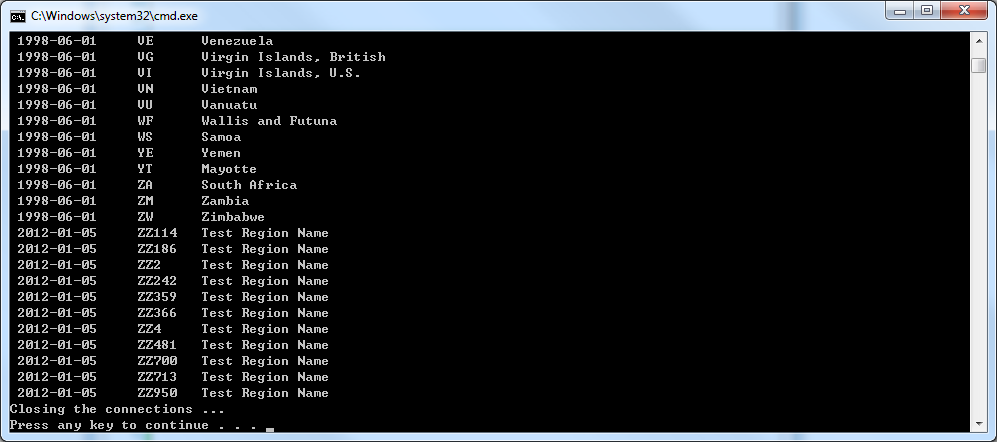 C:\Windows\system32\cmd.exe
1998-06-01 VE Venezuela
1998-06-01 VG Virgin Islands, British
1998-06-01 VI Virgin Islands, U.S.
1998-06-01 VN Vietnam
1998-06-01 VU Vanuatu
1998-06-01 WF Wallis and Futuna
1998-06-01 WS Samoa
1998-06-01 YE Yemen
1998-06-01 YT Mayotte
1998-06-01 ZA South Africa
1998-06-01 ZM Zambia
1998-06-01 ZW Zimbabwe
2012-01-05 ZZ114 Test Region Name
2012-01-05 ZZ186 Test Region Name
2012-01-05 ZZ2 Test Region Name
2012-01-05 ZZ242 Test Region Name
2012-01-05 ZZ359 Test Region Name
2012-01-05 ZZ366 Test Region Name
2012-01-05 ZZ4 Test Region Name
2012-01-05 ZZ481 Test Region Name
2012-01-05 ZZ700 Test Region Name
2012-01-05 ZZ713 Test Region Name
2012-01-05 ZZ950 Test Region Name
Closing the connections ...
Press any key to continue . . .